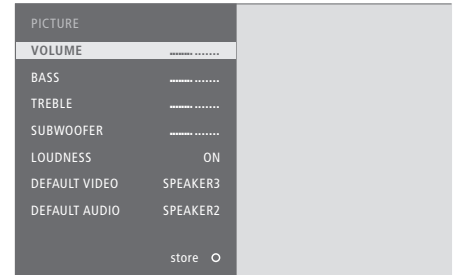 PICTURE
VOLUME ...............
BASS ...............
TREBLE ...............
SUBWOOFER ...............
LOUDNESS ON
DEFAULT VIDEO SPEAKER3
DEFAULT AUDIO SPEAKER2
store